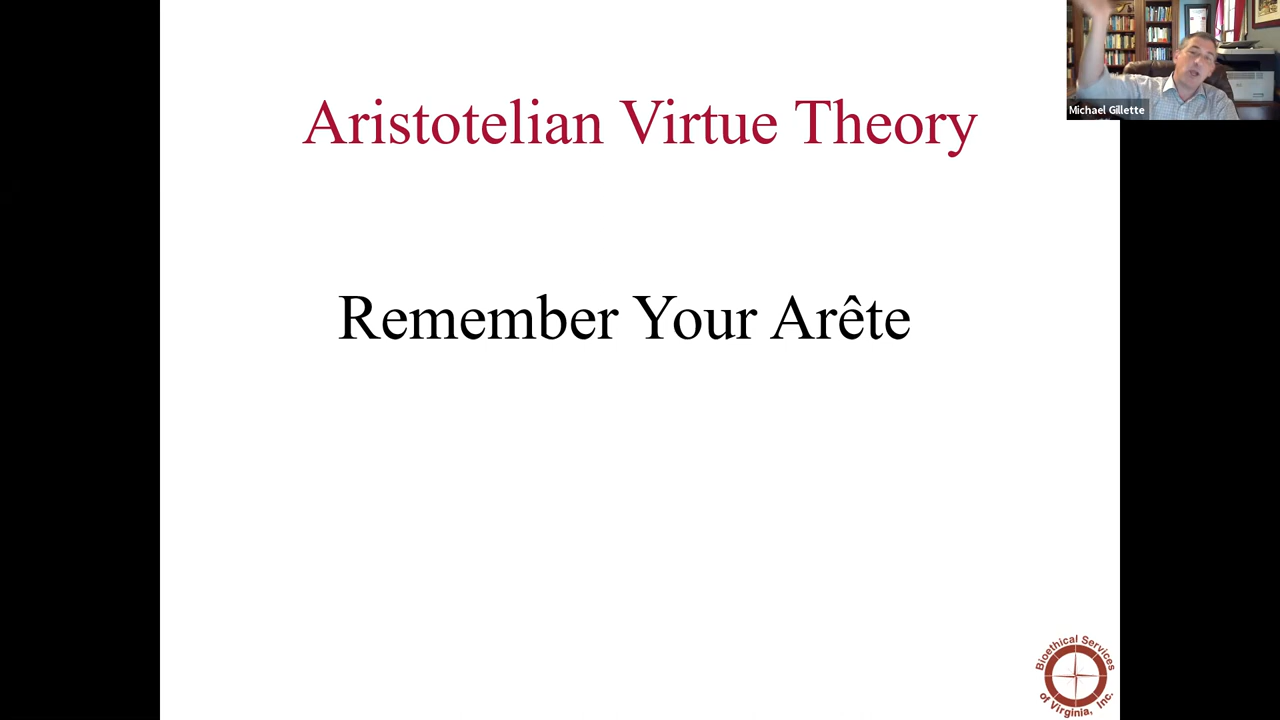 Aristotelian Virtue Theory
Michael Gillette
Remember Your Arête
Bioethical Services
of Virginia, Inc.